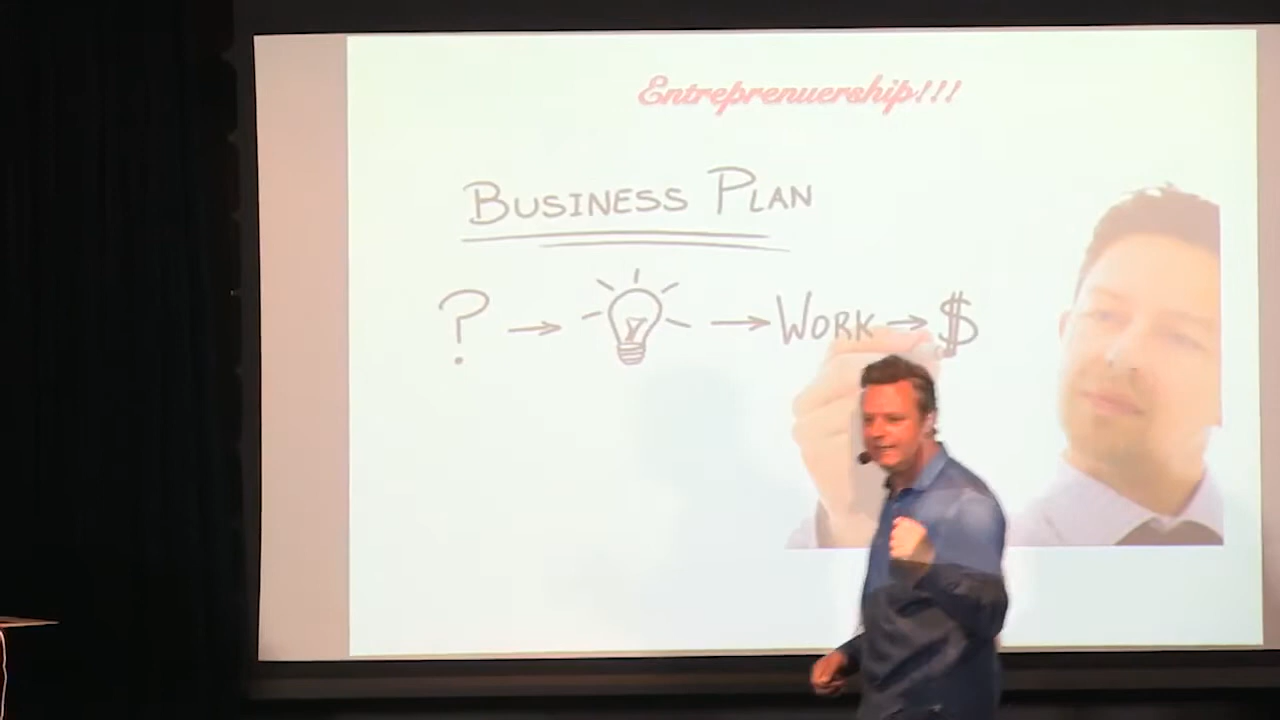 Entreprenuership!!!
BUSINESS PLAN
? → → WORK → $